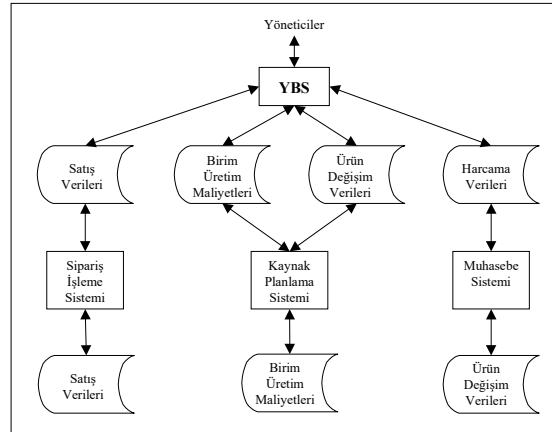 Yöneticiler
YBS
Satış
Verileri
Birim
Üretim
Maliyetleri
Ürün
Değişim
Verileri
Harcama
Verileri
Sipariş
İşleme
Sistemi
Kaynak
Planlama
Sistemi
Muhasebe
Sistemi
Satış
Verileri
Birim
Üretim
Maliyetleri
Ürün
Değişim
Verileri